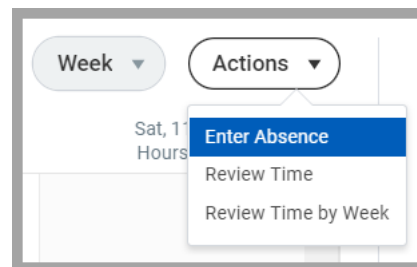 Week
Actions
Sat, 11
Enter Absence
Hours
Review Time
Review Time by Week